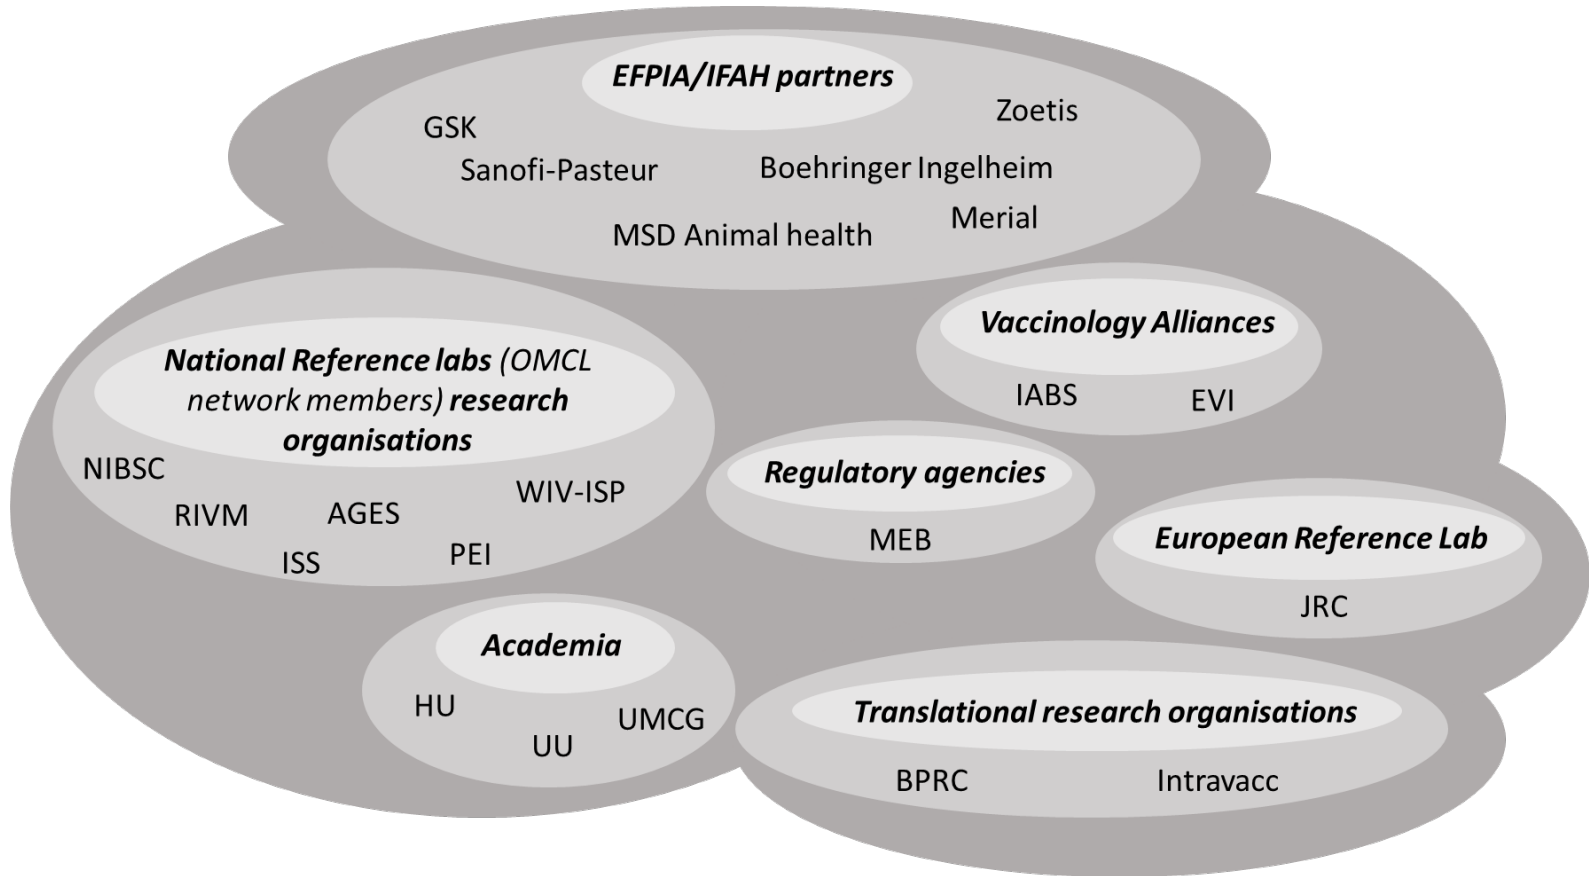 EFPIA/IFAH partners
GSK
Zoetis
Sanofi-Pasteur
Boehringer Ingelheim
MSD Animal health
Merial
National Reference labs (OMCL
network members) research
organisations
NIBSC
RIVM
AGES
WIV-ISP
ISS
PEI
Vaccinology Alliances
IABS
EVI
Regulatory agencies
MEB
European Reference Lab
JRC
Academia
HU
UU
UMCG
Translational research organisations
BPRC
Intravacc